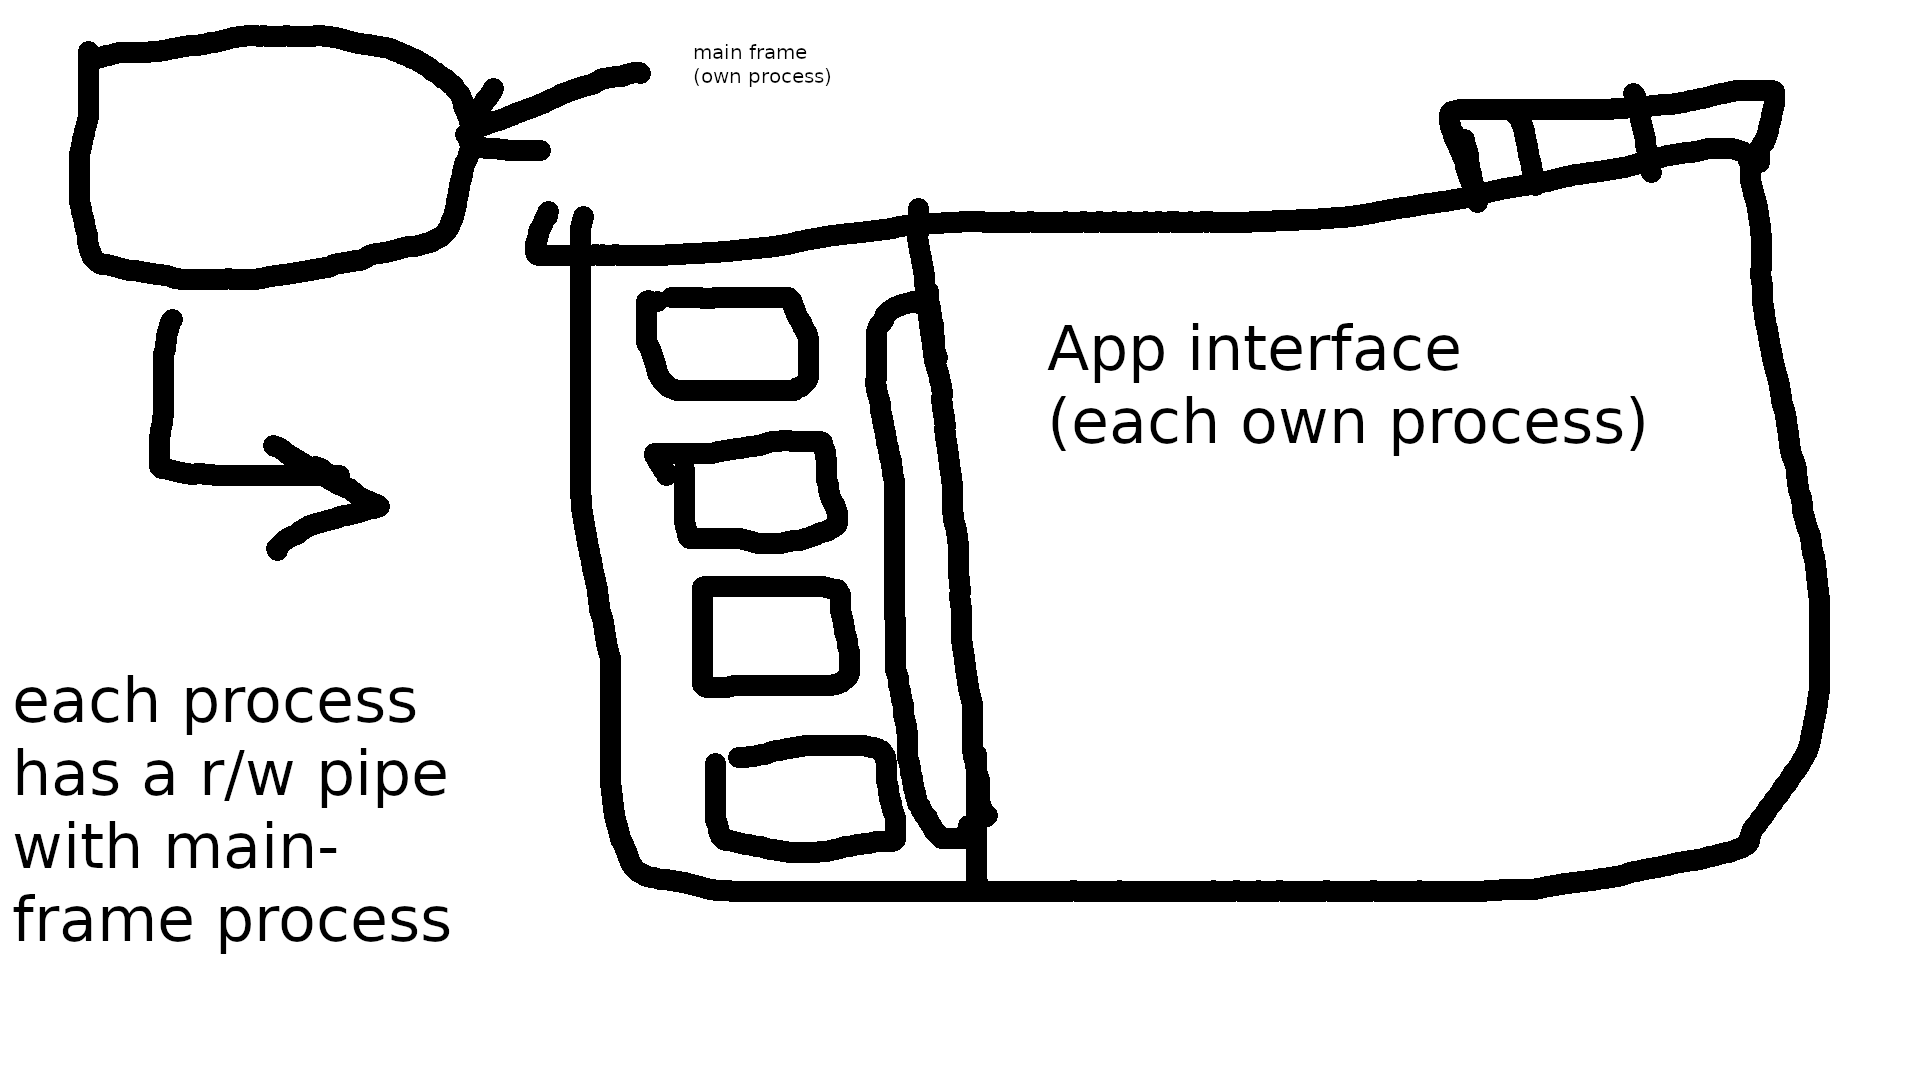 main frame
(own process)
App interface
(each own process)
each process
has a r/w pipe
with main-
frame process